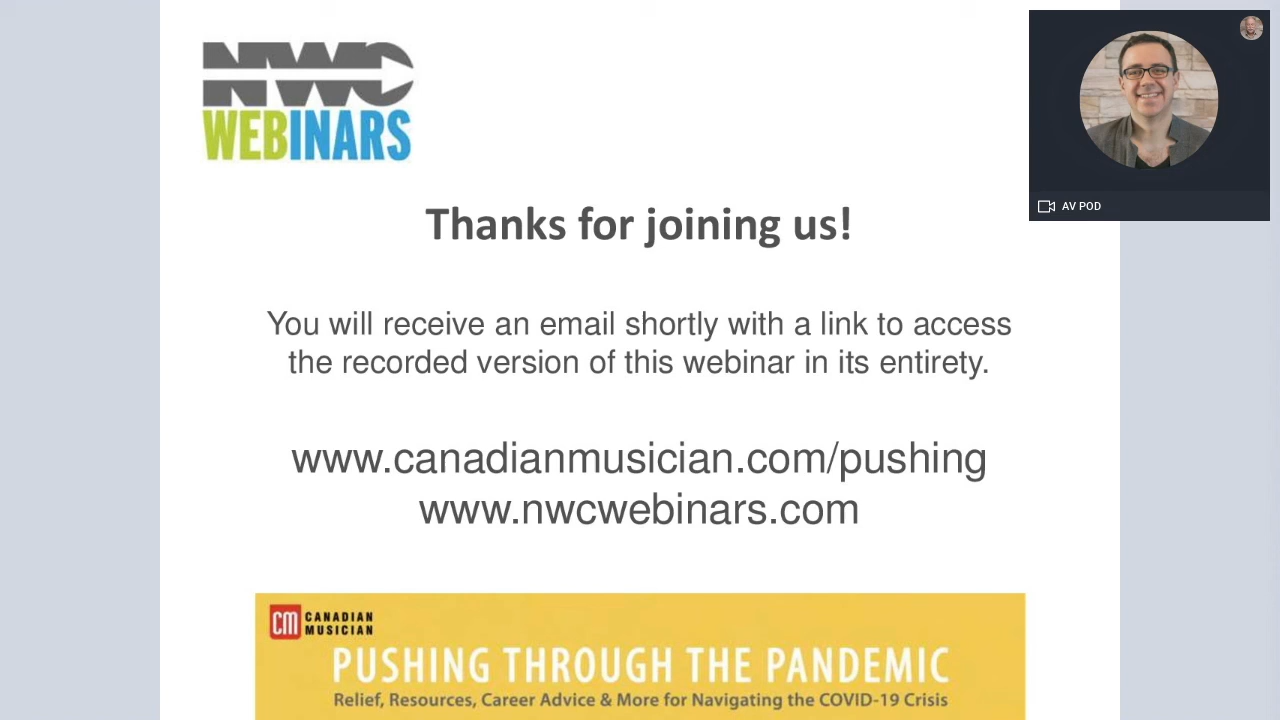 NWC
WEBINARS
AV POD
Thanks for joining us!
You will receive an email shortly with a link to access
the recorded version of this webinar in its entirety.
www.canadianmusician.com/pushing
www.nwcwebinars.com
cm CANADIAN
MUSICIAN
PUSHING THROUGH THE PANDEMIC
Relief, Resources, Career Advice & More for Navigating the COVID-19 Crisis